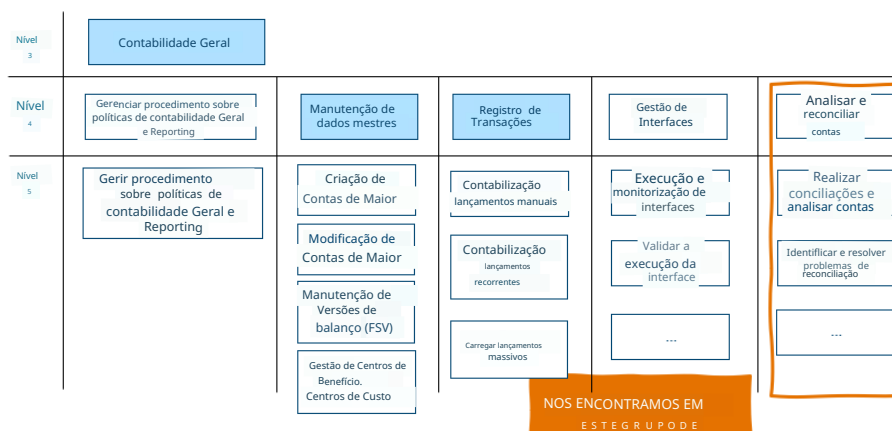 Nível
3
Contabilidade Geral
Nível
4
Gerenciar procedimento sobre
políticas de contabilidade Geral
e Reporting
Manutenção de
dados mestres
Registro de
Transações
Gestão de
Interfaces
Analisar e
reconciliar
contas
Nível
5
Gerir procedimento
sobre políticas de
contabilidade Geral e
Reporting
Criação de
Contas de Maior
Modificação de
Contas de Maior
Manutenção de
Versões de
balanço (FSV)
Gestão de Centros de
Benefício.
Centros de Custo
Contabilização
lançamentos manuais
Contabilização
lançamentos
recorrentes
Carregar lançamentos
massivos
Execução e
monitorização de
interfaces
Validar a
execução da
interface
---
Realizar
conciliações e
analisar contas
Identificar e resolver
problemas de
reconciliação
---
NOS ENCONTRAMOS EM
ESTEGRUPODE